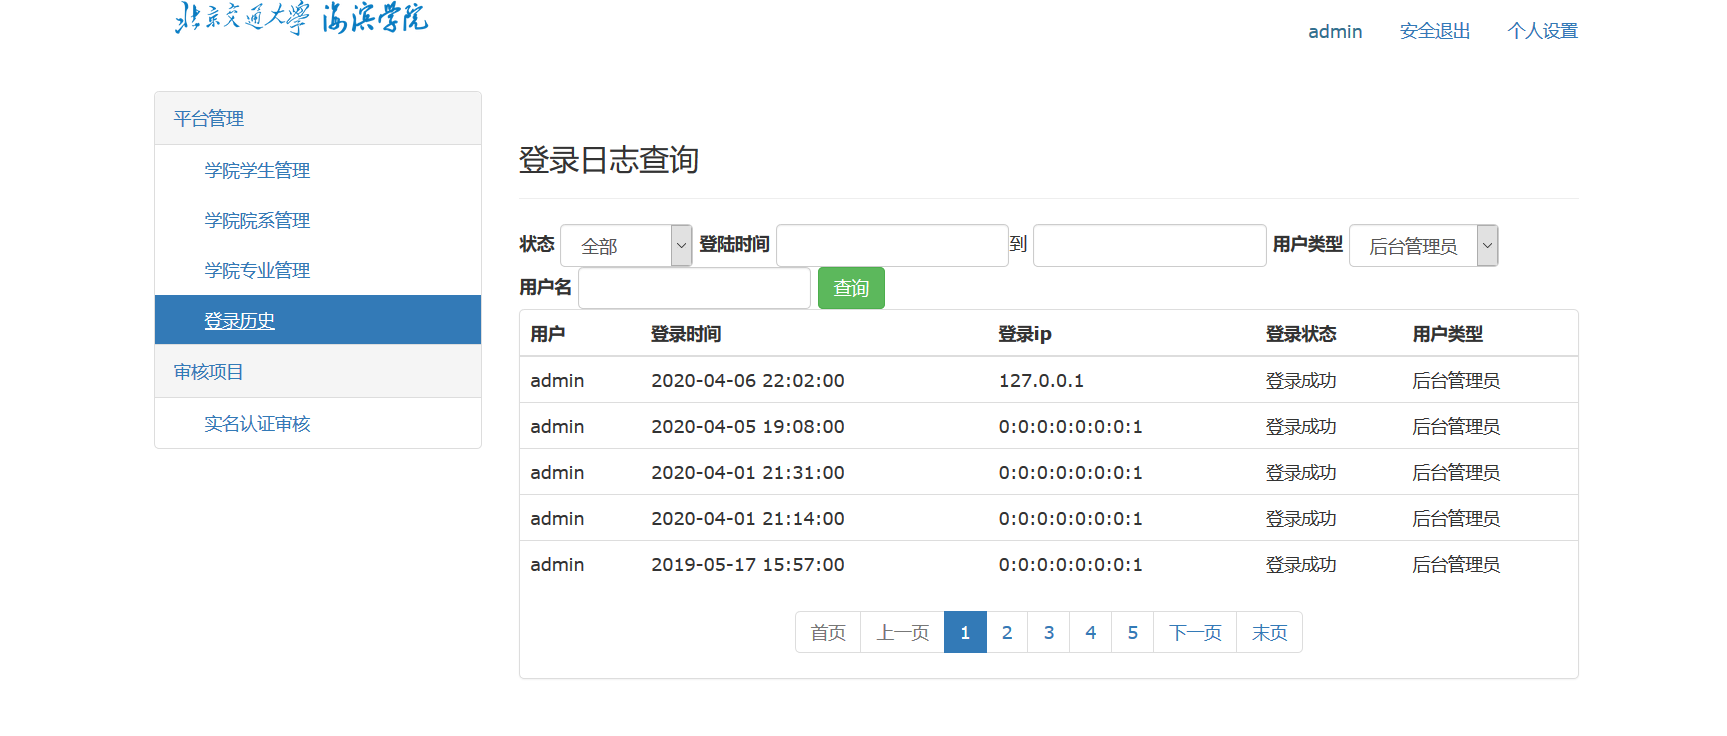 北京交通大學 海滨学院
admin 安全退出 个人设置
平台管理
学院学生管理
学院院系管理
学院专业管理
登录历史
审核项目
实名认证审核
登录日志查询
状态 全部 登陆时间 到 用户类型 后台管理员
用户名 查询
用户 登录时间 登录ip 登录状态 用户类型
admin 2020-04-06 22:02:00 127.0.0.1 登录成功 后台管理员
admin 2020-04-05 19:08:00 0:0:0:0:0:0:0:1 登录成功 后台管理员
admin 2020-04-01 21:31:00 0:0:0:0:0:0:0:1 登录成功 后台管理员
admin 2020-04-01 21:14:00 0:0:0:0:0:0:0:1 登录成功 后台管理员
admin 2019-05-17 15:57:00 0:0:0:0:0:0:0:1 登录成功 后台管理员
首页 上一页 1 2 3 4 5 下一页 末页